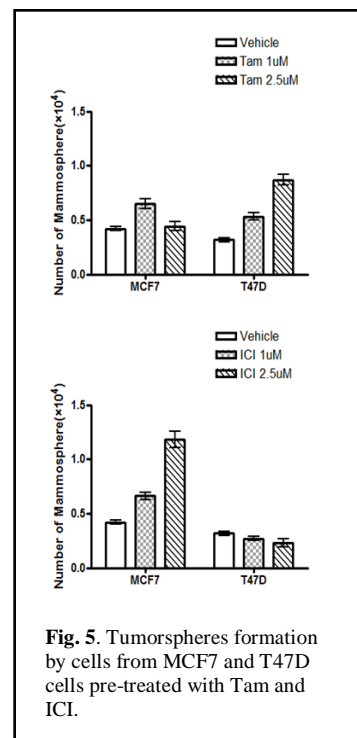 Vehicle
Tam 1uM
Tam 2.5uM
Number of Mammosphere(×10⁴)
1.5
1.0
0.5
0.0
MCF7 T47D
Vehicle
ICI 1uM
ICI 2.5uM
Number of Mammosphere(×10⁴)
1.5
1.0
0.5
0.0
MCF7 T47D
Fig. 5. Tumorspheres formation
by cells from MCF7 and T47D
cells pre-treated with Tam and
ICI.